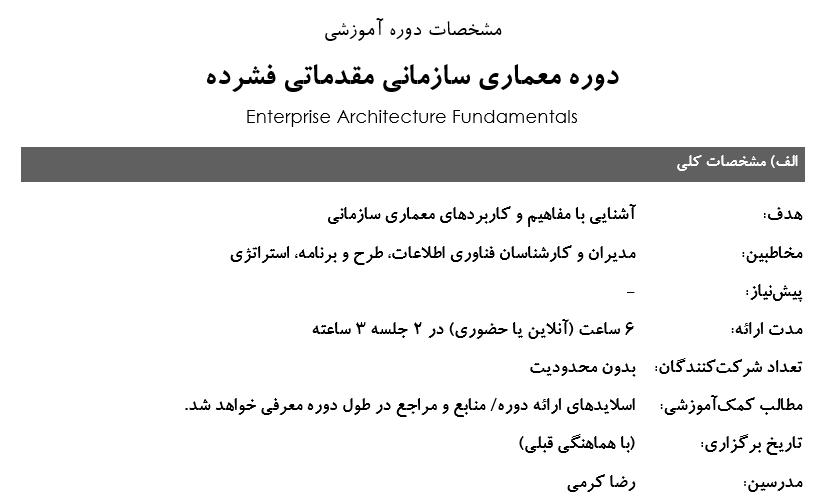 مشخصات دوره آموزشی
دوره معماری سازمانی مقدماتی فشرده
Enterprise Architecture Fundamentals
الف) مشخصات کلی
هدف: آشنایی با مفاهیم و کاربردهای معماری سازمانی
مخاطبین: مدیران و کارشناسان فناوری اطلاعات، طرح و برنامه، استراتژی
پیش‌نیاز: –
مدت ارائه: ۶ ساعت (آنلاین یا حضوری) در ۲ جلسه ۳ ساعته
تعداد شرکت‌کنندگان: بدون محدودیت
مطالب کمک‌آموزشی: اسلایدهای ارائه دوره/ منابع و مراجع در طول دوره معرفی خواهد شد.
تاریخ برگزاری: (با هماهنگی قبلی)
مدرسین: رضا کرمی